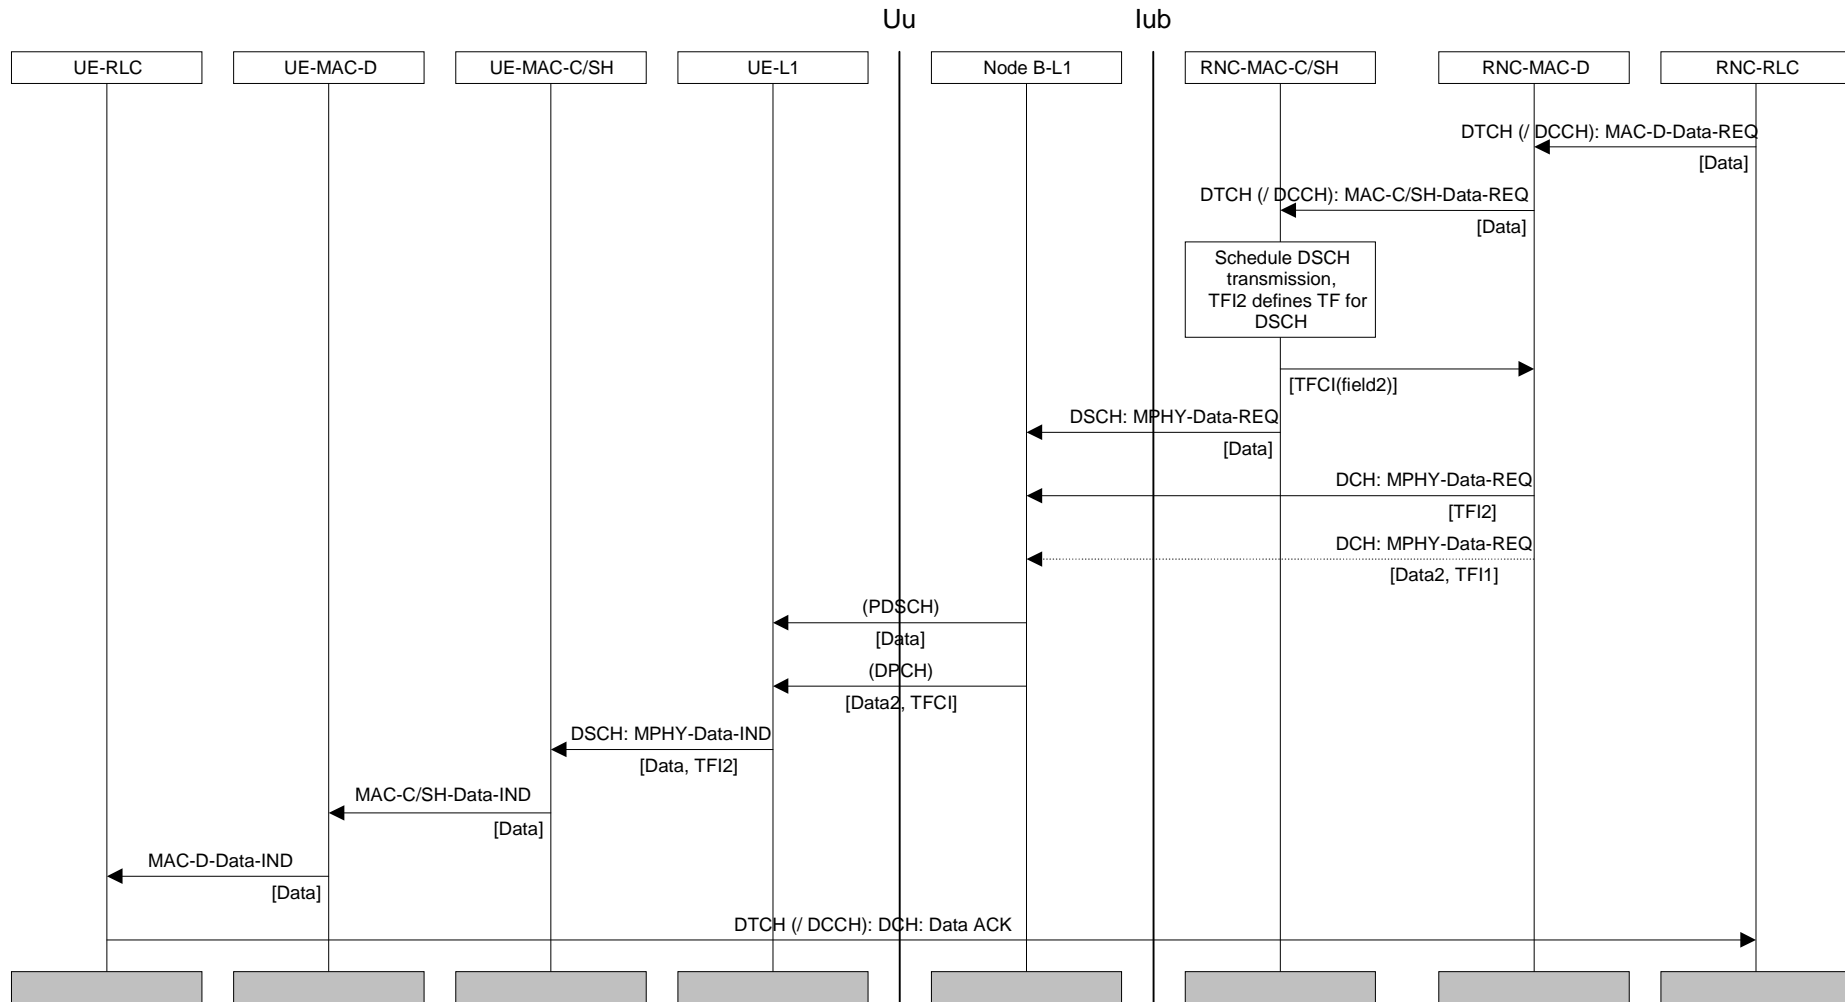 Uu
Iub
UE-RLC
UE-MAC-D
UE-MAC-C/SH
UE-L1
Node B-L1
RNC-MAC-C/SH
RNC-MAC-D
RNC-RLC
DTCH (/ DCCH): MAC-D-Data-REQ
[Data]
DTCH (/ DCCH): MAC-C/SH-Data-REQ
[Data]
Schedule DSCH
transmission,
TFI2 defines TF for
DSCH
[TFCI(field2)]
DSCH: MPHY-Data-REQ
[Data]
DCH: MPHY-Data-REQ
[TFI2]
DCH: MPHY-Data-REQ
[Data2, TFI1]
(PDSCH)
[Data]
(DPCH)
[Data2, TFCI]
DSCH: MPHY-Data-IND
[Data, TFI2]
MAC-C/SH-Data-IND
[Data]
MAC-D-Data-IND
[Data]
DTCH (/ DCCH): DCH: Data ACK